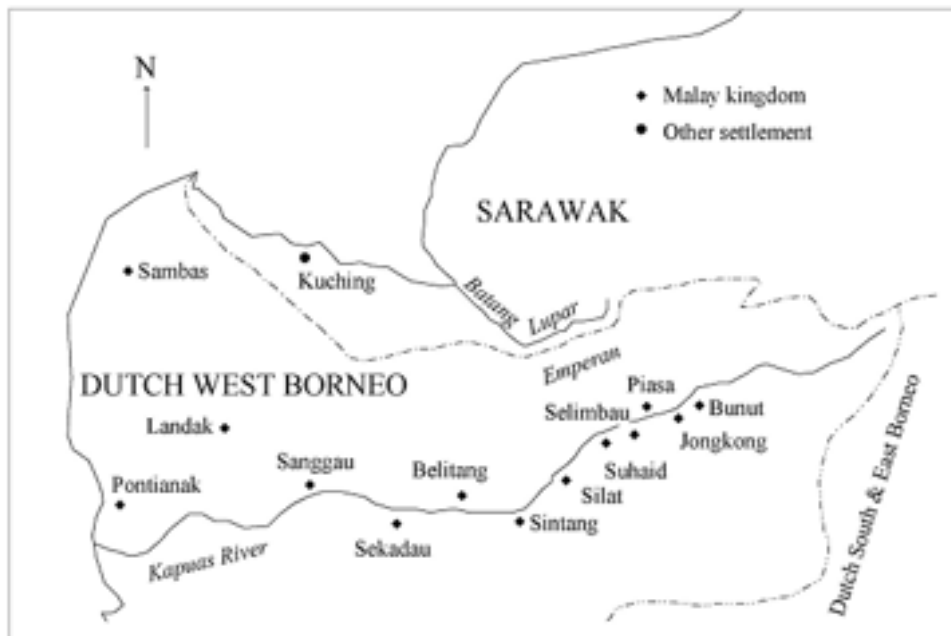 N
Malay kingdom
Other settlement
SARAWAK
Sambas
Kuching
Batang Lupar
Emperan
DUTCH WEST BORNEO
Piasa
Bunut
Selimbau
Landak
Jongkong
Sanggau
Belitang
Suhaid
Silat
Pontianak
Sintang
Sekadau
Kapuas River
Dutch South & East Borneo